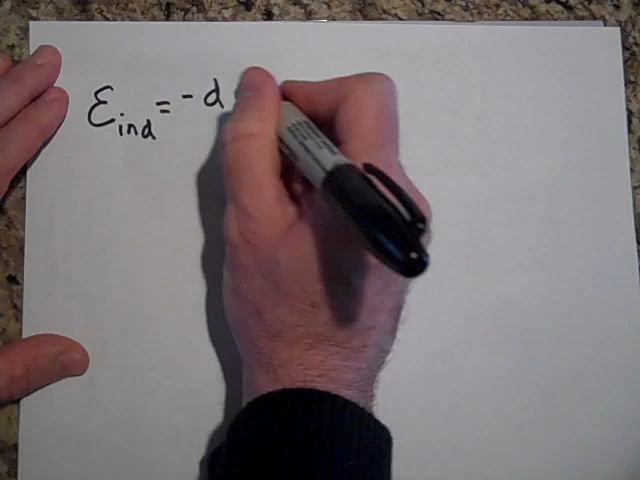 Ɛind = -d